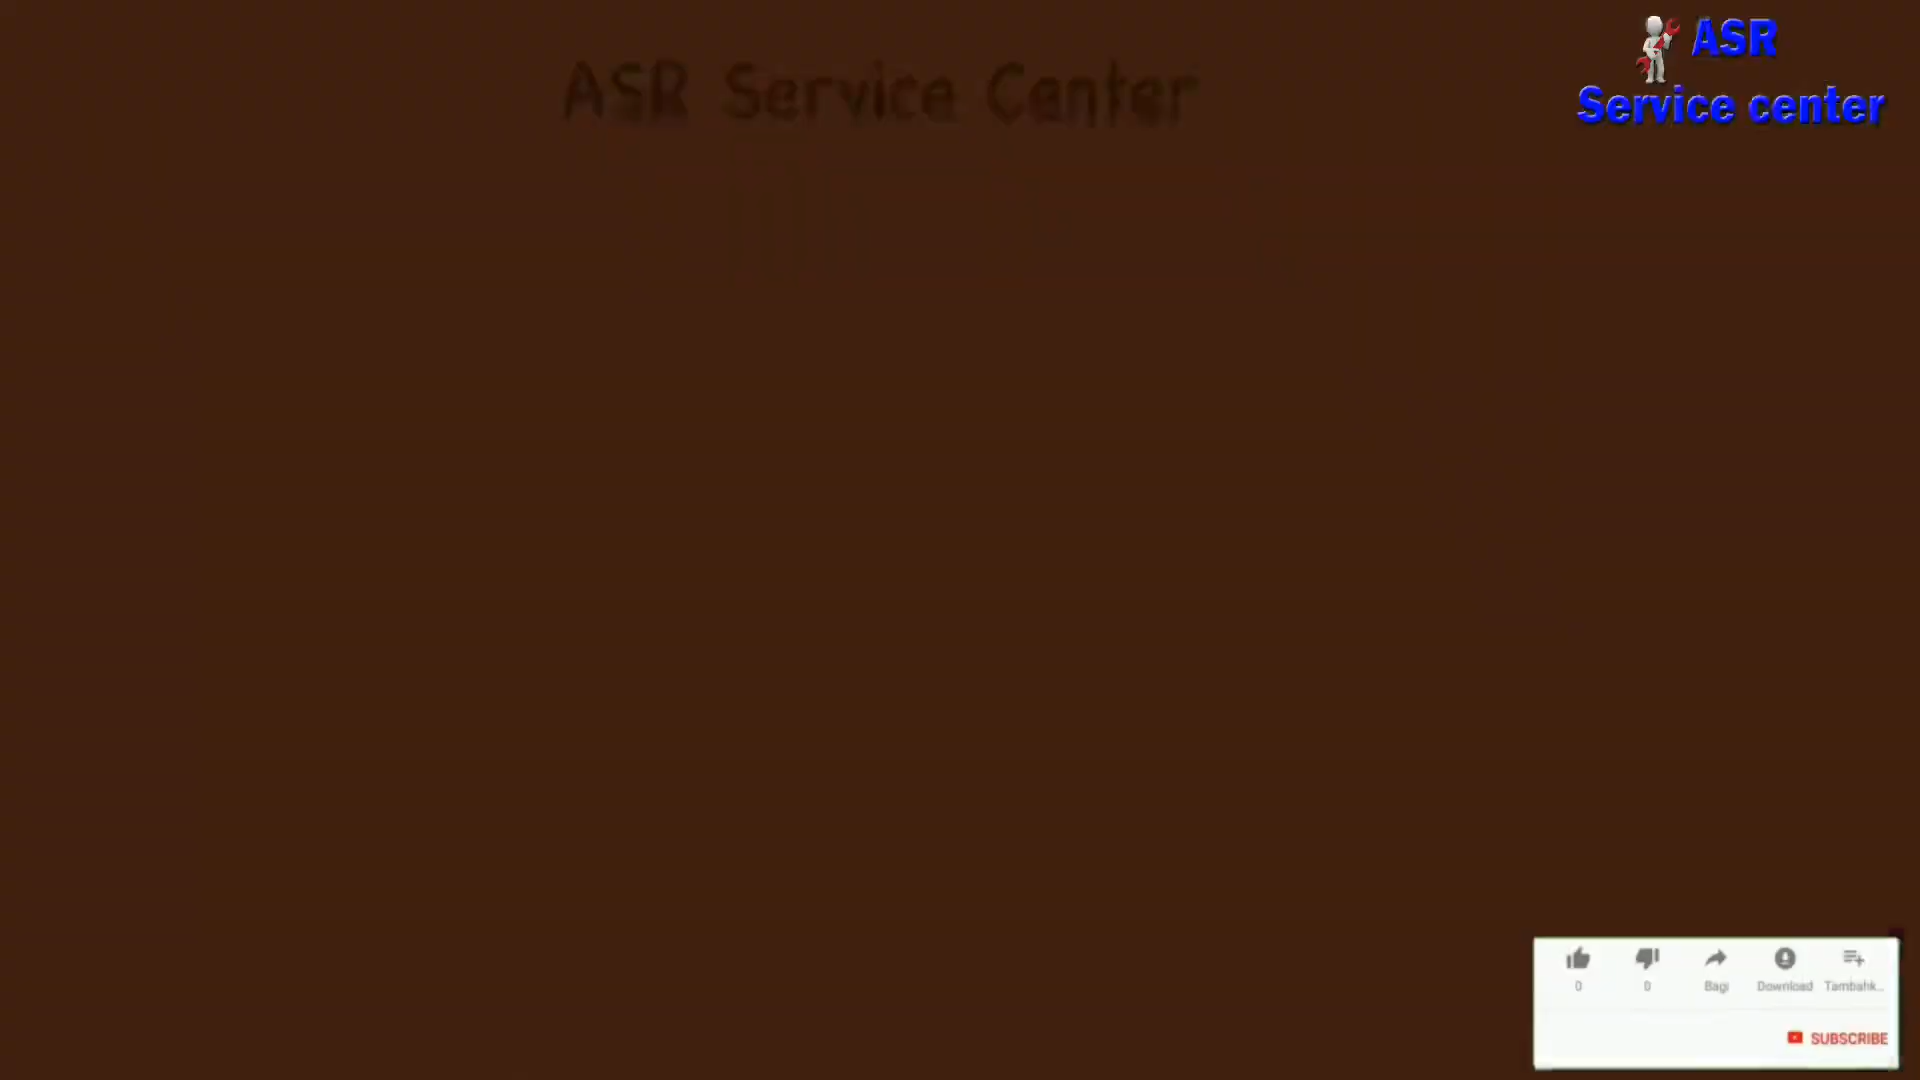 ASR Service Center
ASR
Service center
0 0 Bagi Download Tambahk...
SUBSCRIBE